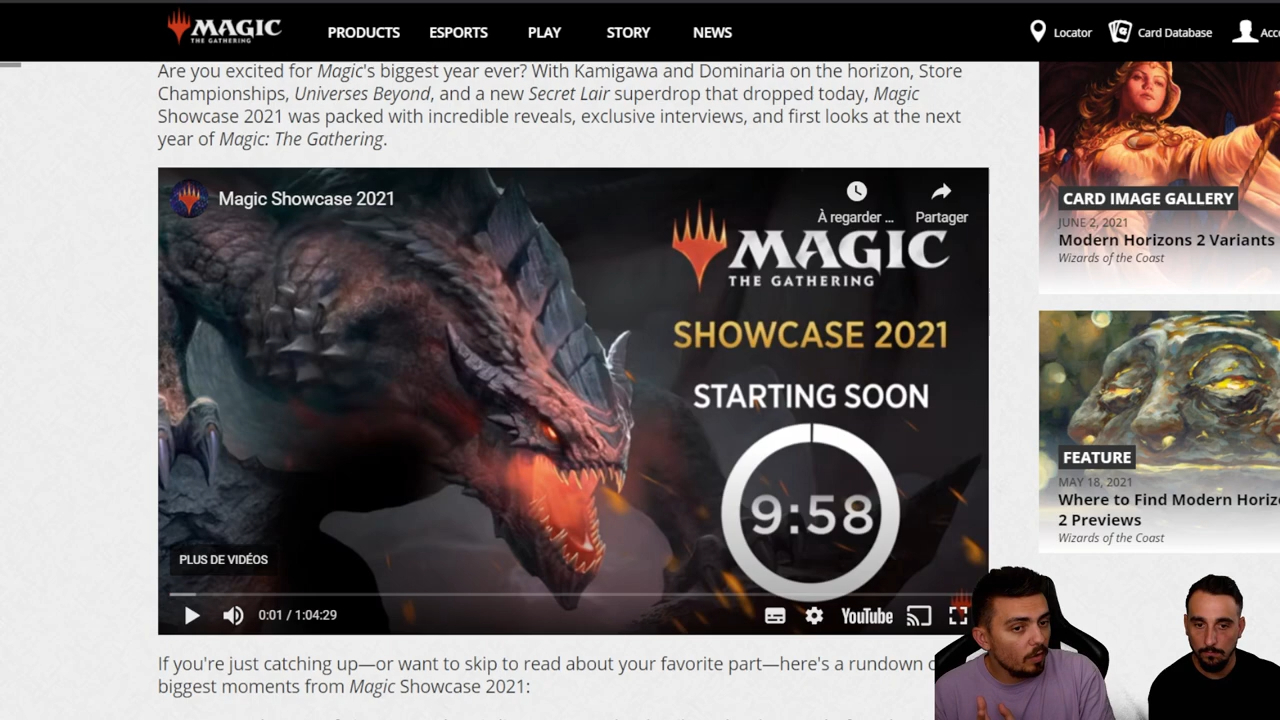 MAGIC
THE GATHERING
PRODUCTS
ESPORTS
PLAY
STORY
NEWS
Locator
Card Database
Acc
Are you excited for Magic's biggest year ever? With Kamigawa and Dominaria on the horizon, Store
Championships, Universes Beyond, and a new Secret Lair superdrop that dropped today, Magic
Showcase 2021 was packed with incredible reveals, exclusive interviews, and first looks at the next
year of Magic: The Gathering.
Magic Showcase 2021
À regarder ...
Partager
MAGIC
THE GATHERING
SHOWCASE 2021
STARTING SOON
9:58
PLUS DE VIDÉOS
0:01 / 1:04:29
YouTube
If you're just catching up—or want to skip to read about your favorite part—here's a rundown
biggest moments from Magic Showcase 2021:
CARD IMAGE GALLERY
JUNE 2, 2021
Modern Horizons 2 Variants
Wizards of the Coast
FEATURE
MAY 18, 2021
Where to Find Modern Horiz
2 Previews
Wizards of the Coast